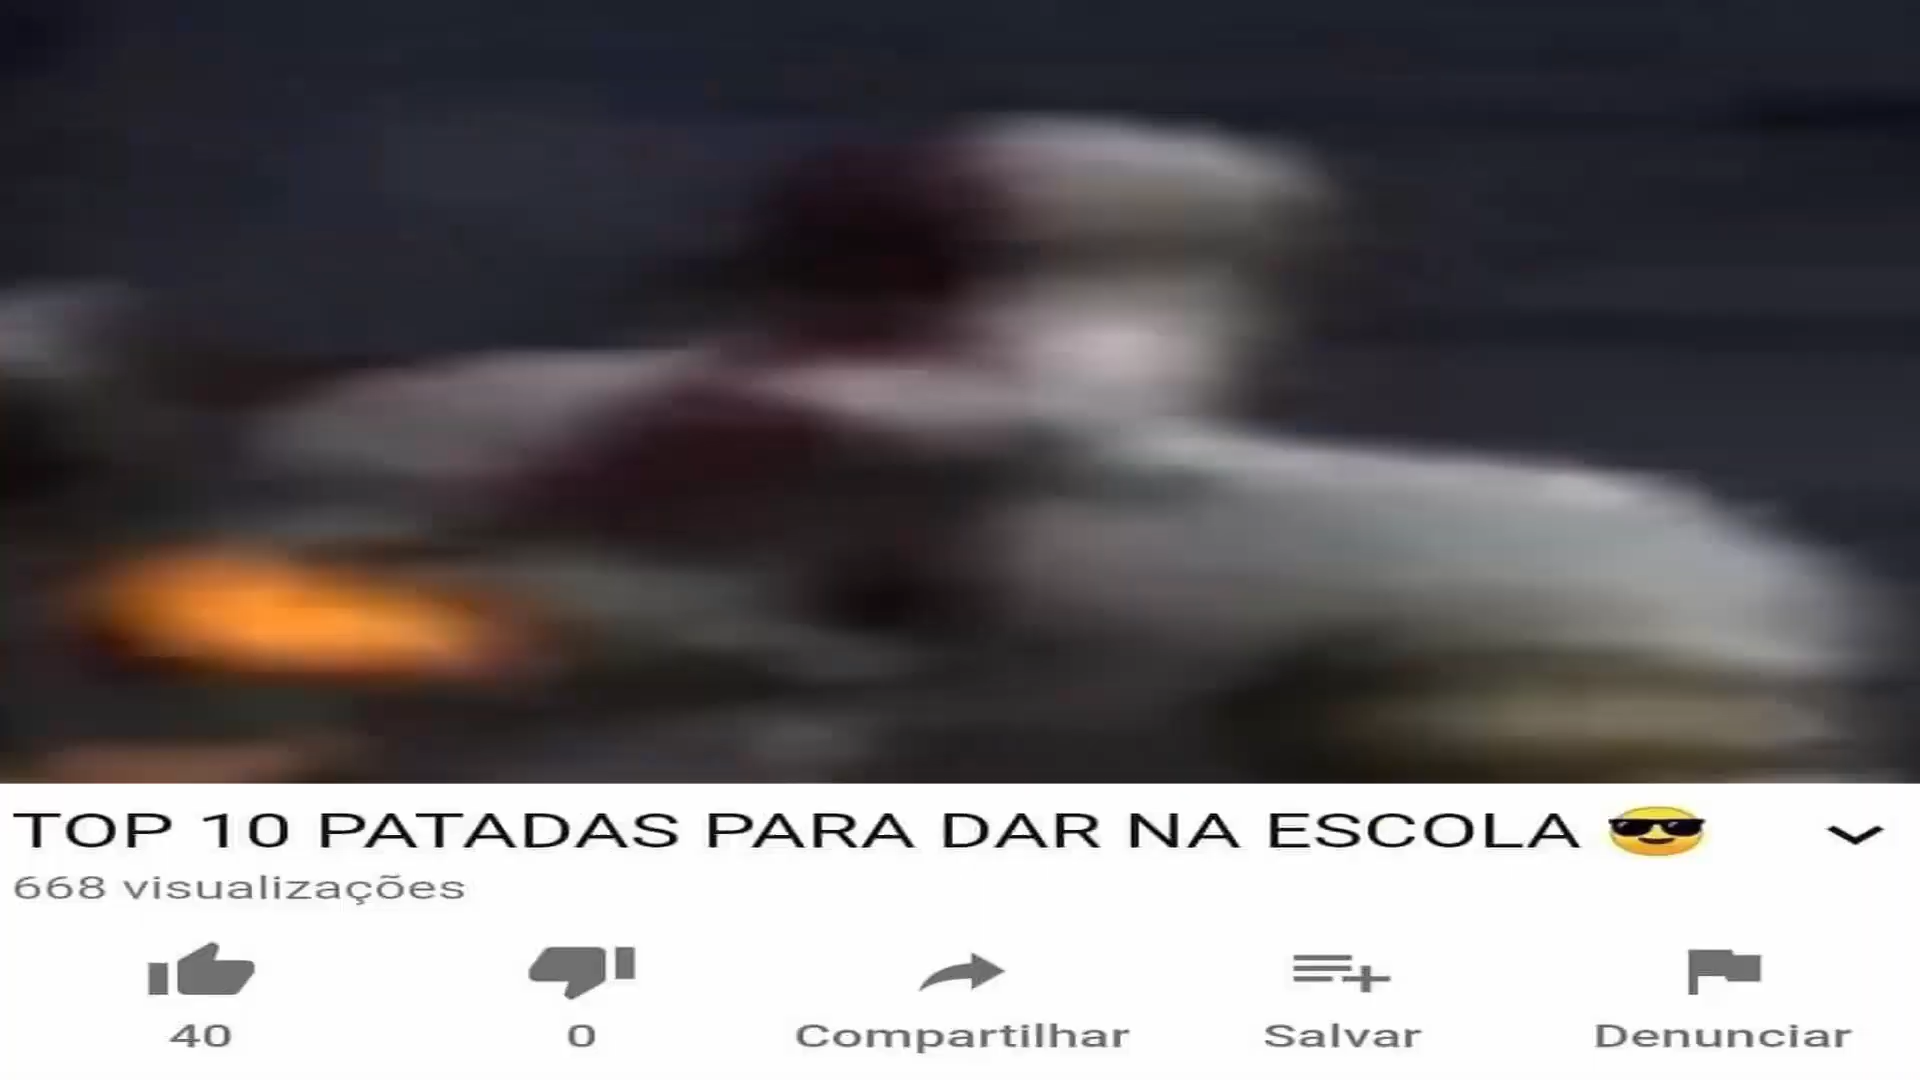 TOP 10 PATADAS PARA DAR NA ESCOLA 😎
668 visualizações
40
0
Compartilhar
Salvar
Denunciar